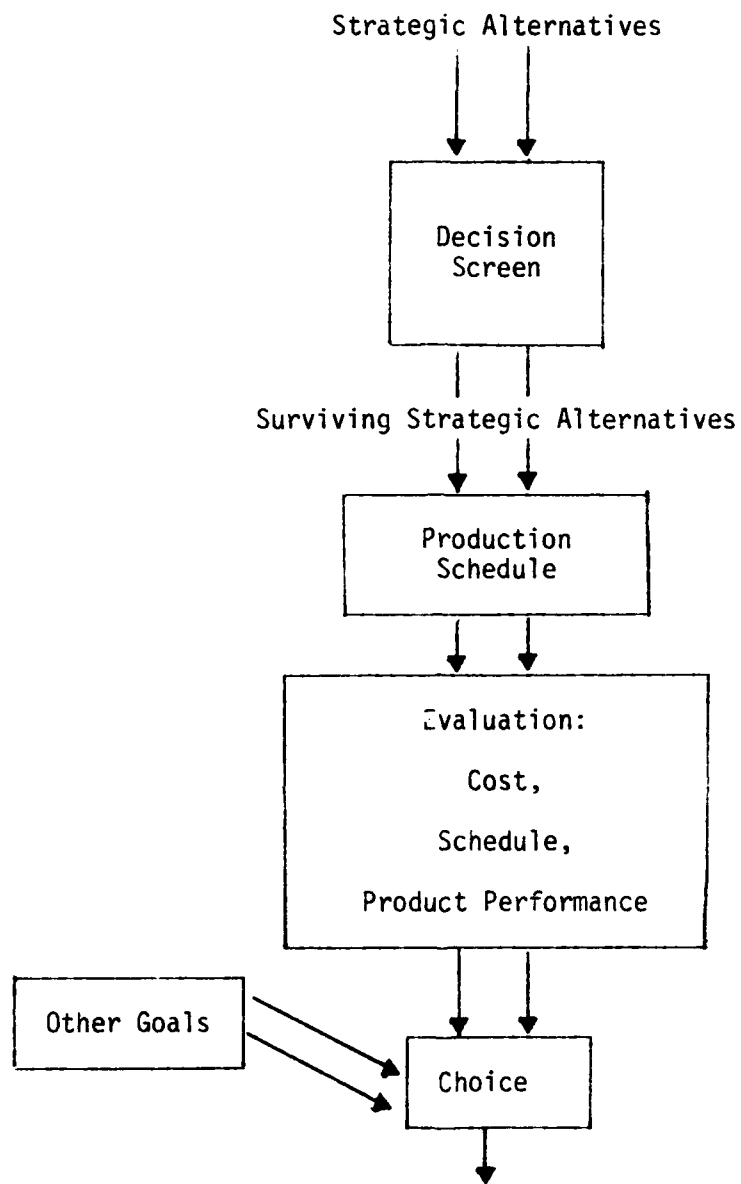 Strategic Alternatives
Decision
Screen
Surviving Strategic Alternatives
Production
Schedule
Evaluation:
Cost,
Schedule,
Product Performance
Other Goals
Choice